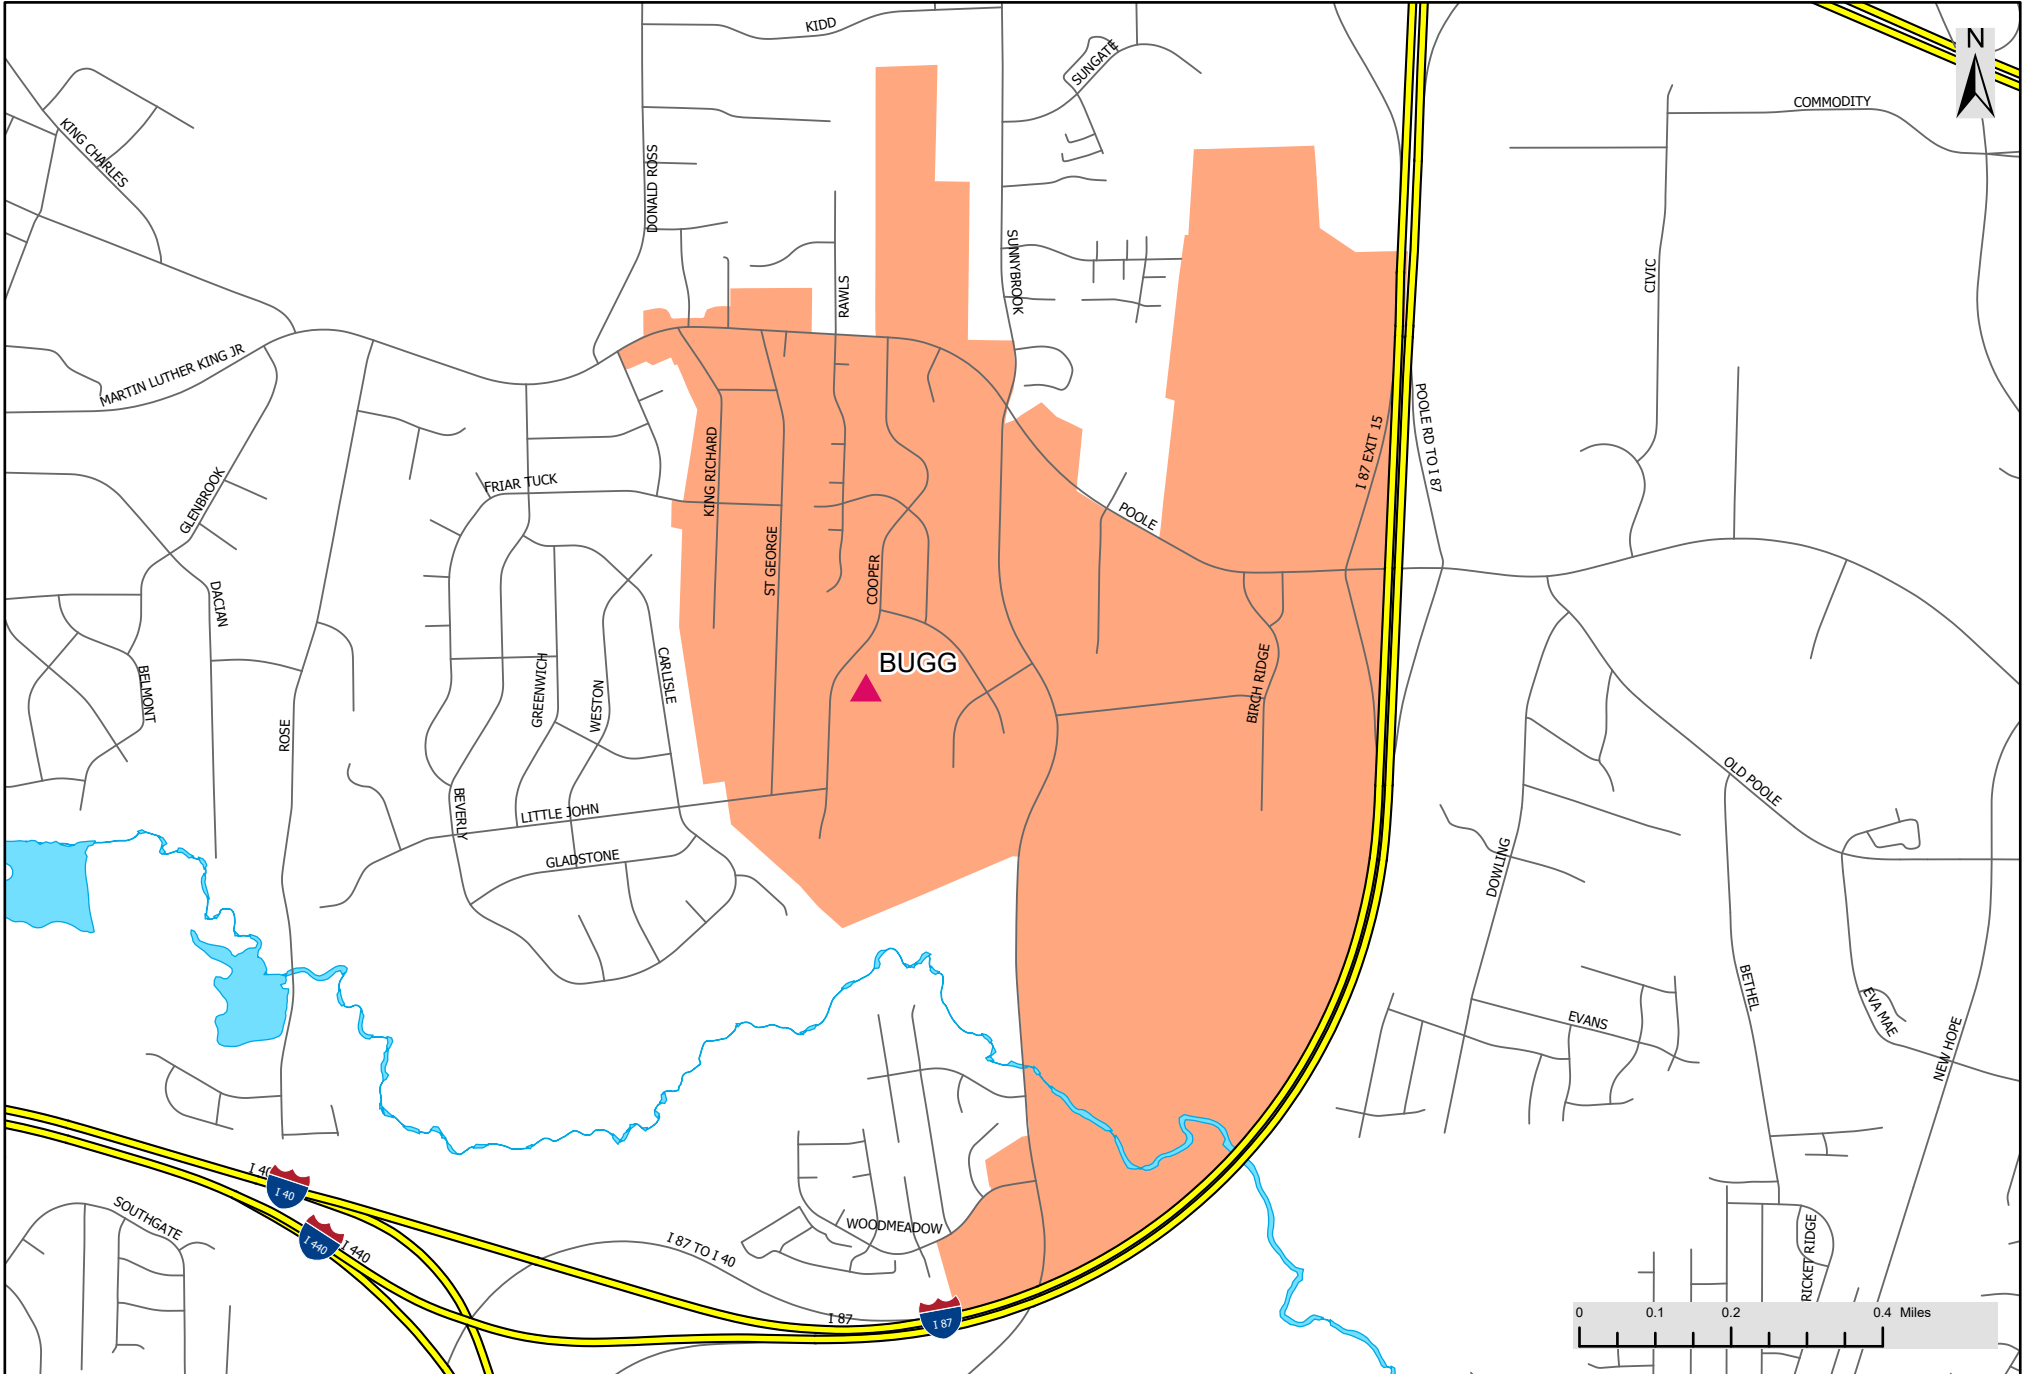 KIDD
SUNGATE
N
COMMODITY
KING CHARLES
DONALD ROSS
SUNNYBROOK
RAWLS
CIVIC
MARTIN LUTHER KING JR
I 87 EXIT 15
POOLE RD TO I 87
KING RICHARD
FRIAR TUCK
GLENBROOK
POOLE
ST GEORGE
COOPER
DACIAN
BUGG
BELMONT
GREENWICH
WESTON
CARLISLE
BIRCH RIDGE
ROSE
OLD POOLE
BEVERLY
LITTLE JOHN
GLADSTONE
DOWLING
BETHEL
EVANS
EVA MAE
NEW HOPE
I 40
I 40
SOUTHGATE
I 440
I 440
WOODMEADOW
I 87 TO I 40
RICKET RIDGE
I 87
I 87
0 0.1 0.2 0.4 Miles